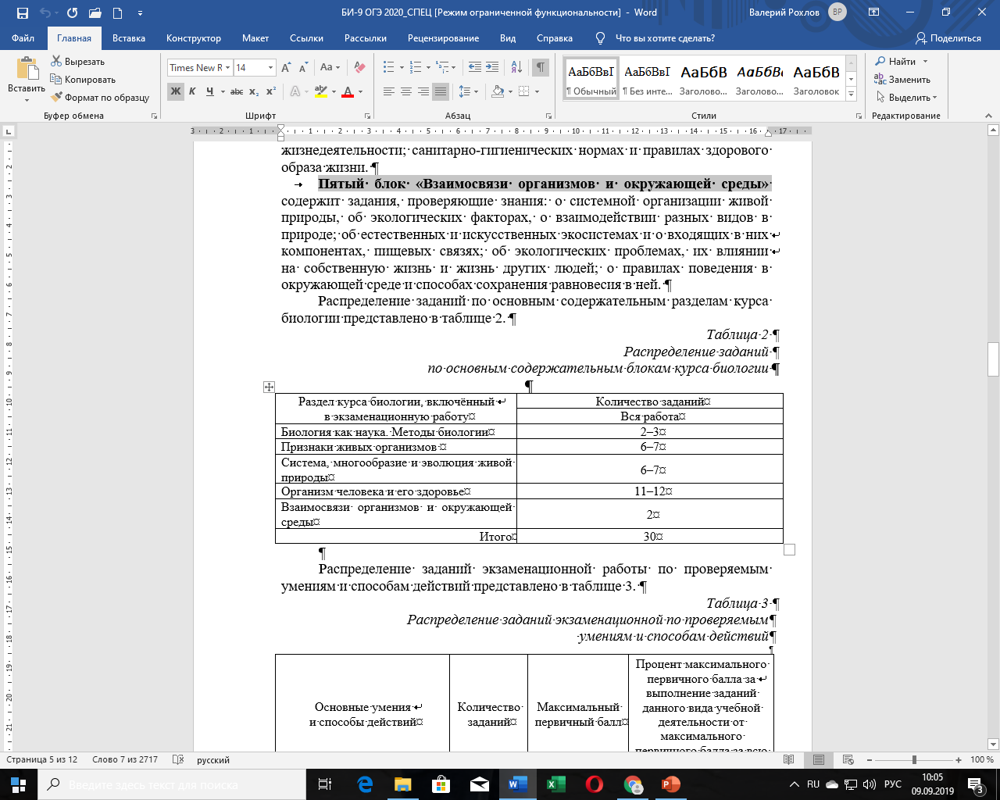 БИ-9 ОГЭ 2020_СПЕЦ [Режим ограниченной функциональности] - Word
Валерий Рохлов
ВР
Файл Главная Вставка Конструктор Макет Ссылки Рассылки Рецензирование Вид Справка Что вы хотите сделать? Поделиться
Вставить
Вырезать
Копировать
Формат по образцу
Буфер обмена
Times New R 14
Шрифт
Абзац
АаБбВвГ АаБбВвГ АаБбВ АаБбВ АаБбВ
¶ Обычный ¶ Без инте... Заголово... Заголово... Заголовок
Стили
Найти
Заменить
Выделить
Редактирование
жизнедеятельности; санитарно-гигиенических нормах и правилах здорового
образа жизни. ¶
Пятый блок «Взаимосвязи организмов и окружающей среды»
содержит задания, проверяющие знания: о системной организации живой
природы, об экологических факторах, о взаимодействии разных видов в
природе; об естественных и искусственных экосистемах и о входящих в них
компонентах, пищевых связях; об экологических проблемах, их влиянии
на собственную жизнь и жизнь других людей; о правилах поведения в
окружающей среде и способах сохранения равновесия в ней. ¶
Распределение заданий по основным содержательным разделам курса
биологии представлено в таблице 2. ¶
Таблица 2 ¶
Распределение заданий ¶
по основным содержательным блокам курса биологии ¶
¶
Раздел курса биологии, включённый
в экзаменационную работу
Количество заданий
Вся работа
Биология как наука. Методы биологии 2–3
Признаки живых организмов 6–7
Система, многообразие и эволюция живой
природы 6–7
Организм человека и его здоровье 11–12
Взаимосвязи организмов и окружающей
среды 2
Итого 30
¶
Распределение заданий экзаменационной работы по проверяемым
умениям и способам действий представлено в таблице 3. ¶
Таблица 3 ¶
Распределение заданий экзаменационной по проверяемым ¶
умениям и способам действий ¶
¶
Основные умения
и способы действий
Количество
заданий
Максимальный
первичный балл
Процент максимального
первичного балла за
выполнение заданий
данного вида учебной
деятельности от
максимального
первичного балла за всю
Страница 5 из 12 Слово 7 из 2717 русский 100 %
Введите здесь текст для поиска
RU РУС
10:05
09.09.2019
3